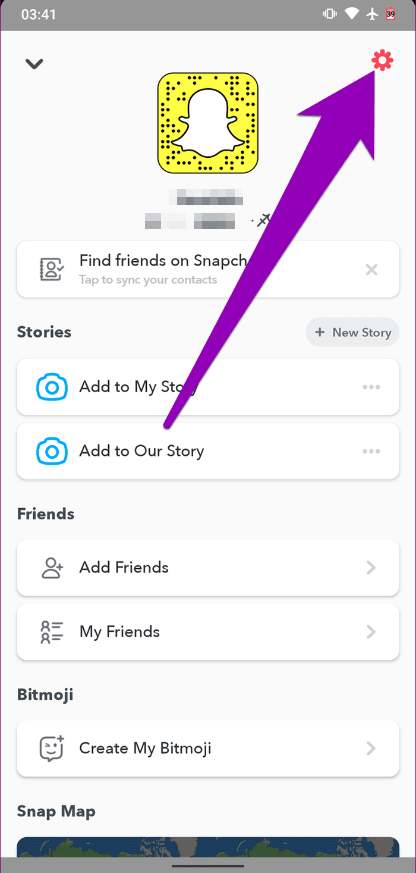 03:41
39
Find friends on Snapch
Tap to sync your contacts
Stories
+ New Story
Add to My Story
Add to Our Story
Friends
Add Friends
My Friends
Bitmoji
Create My Bitmoji
Snap Map